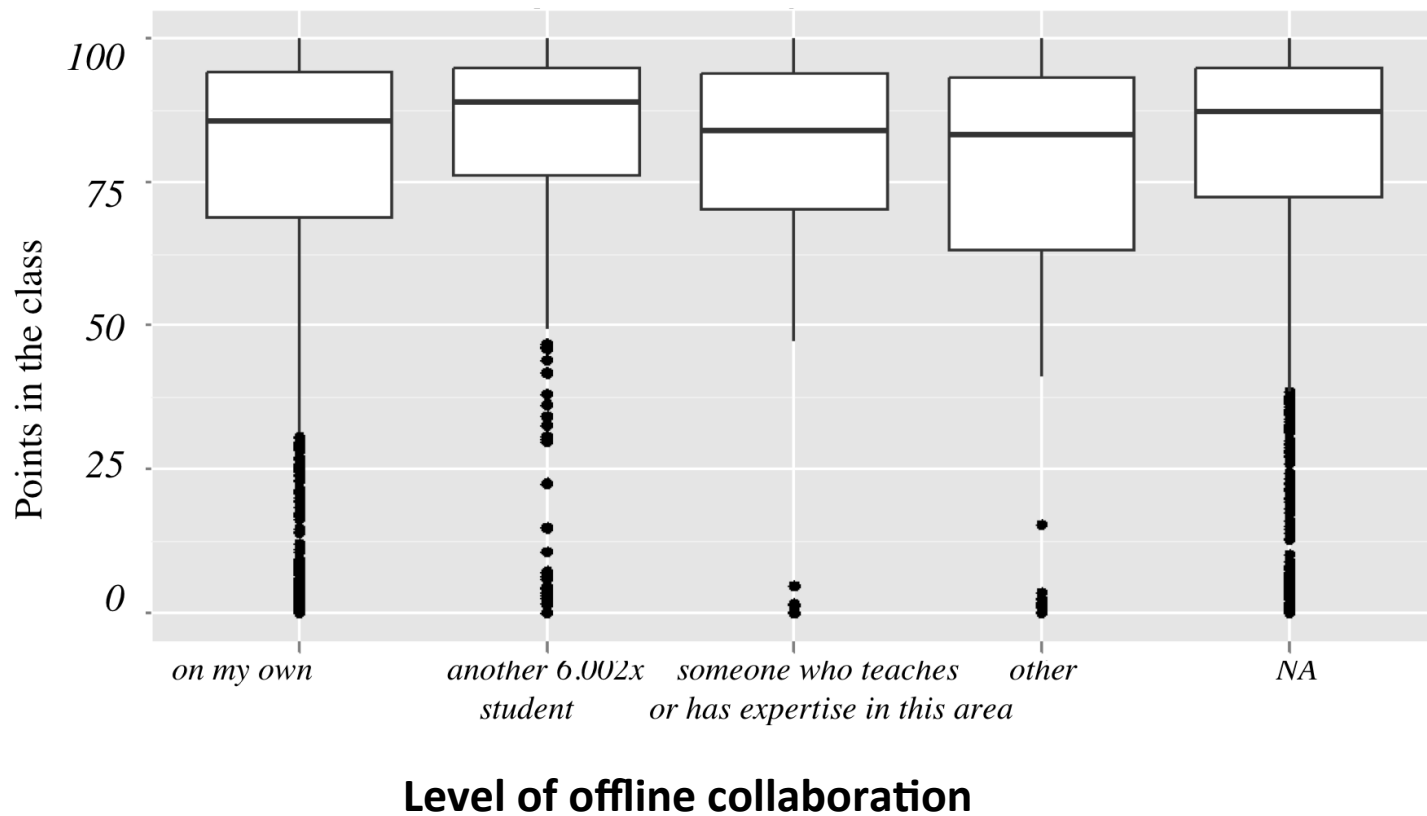 100
75
50
25
0
Points in the class
on my own
another 6.002x
student
someone who teaches
or has expertise in this area
other
NA
Level of offline collaboration